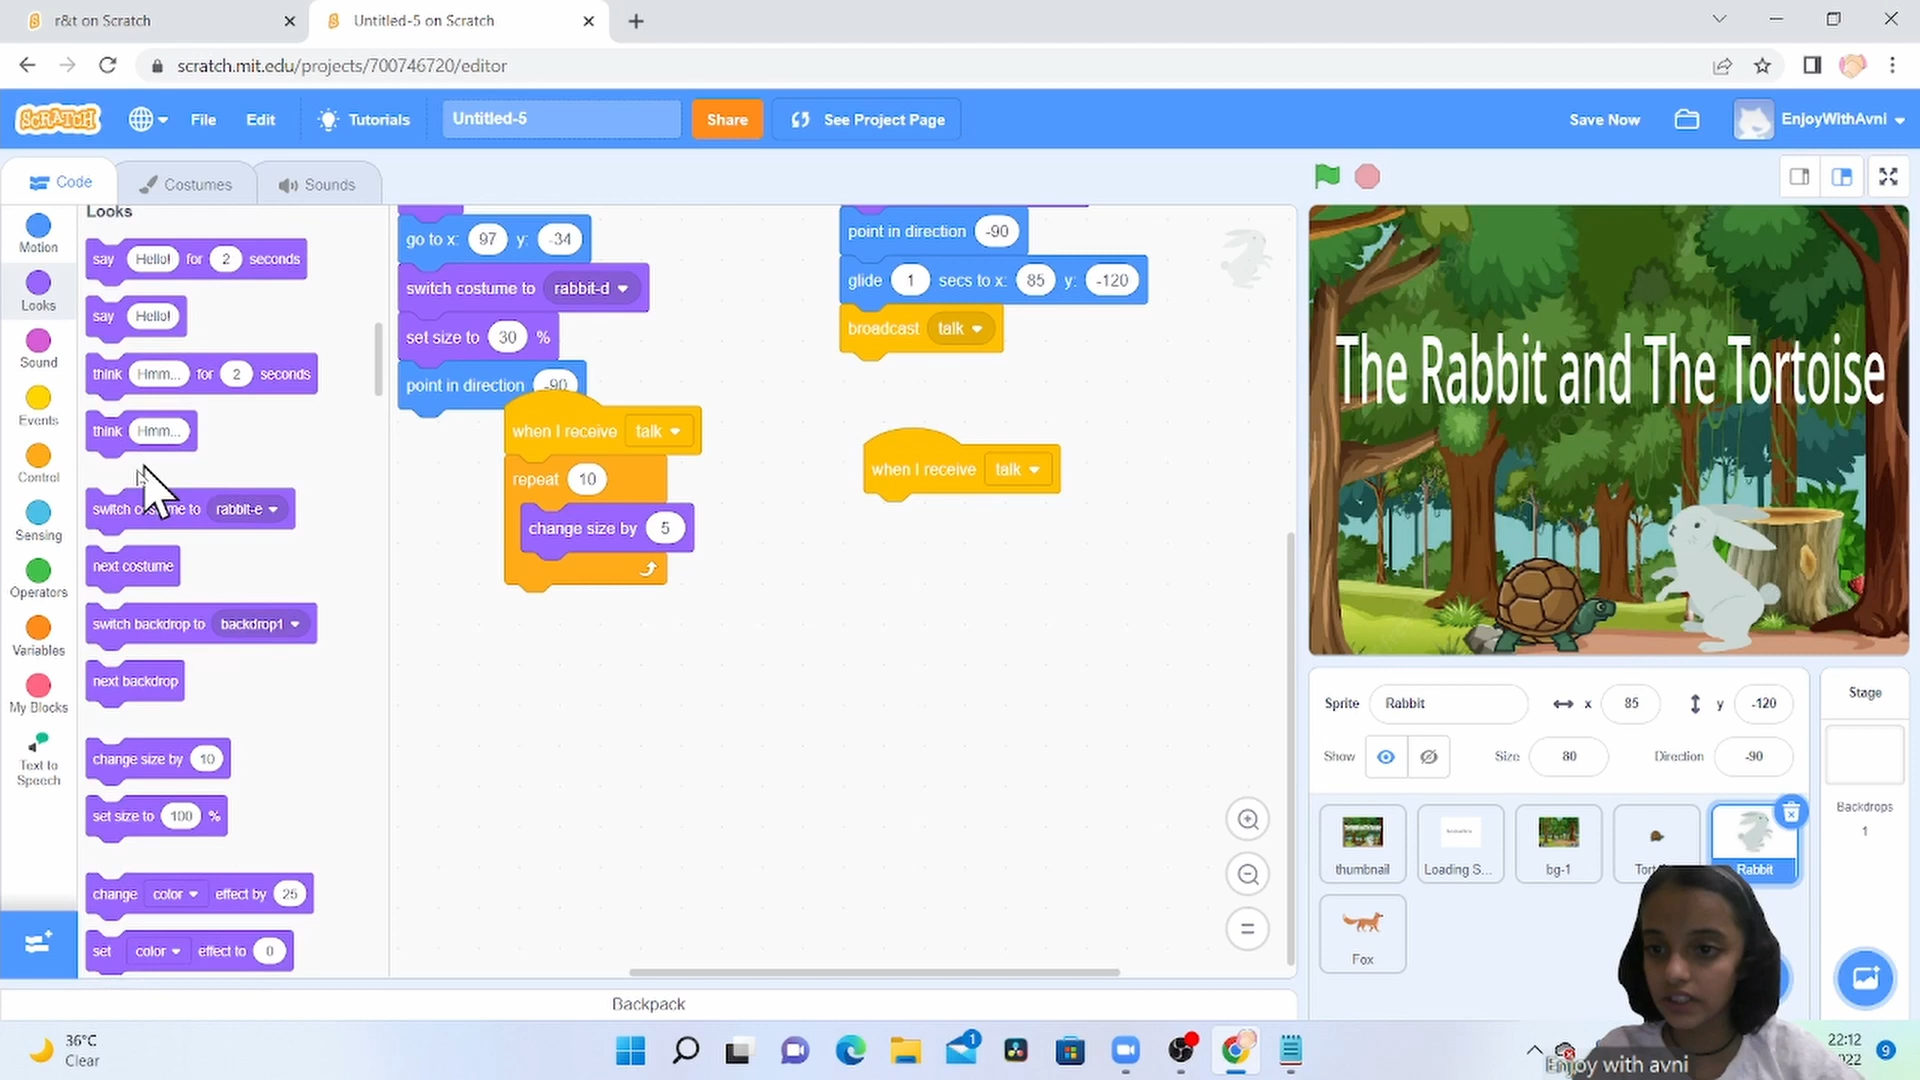 r&t on Scratch
Untitled-5 on Scratch
scratch.mit.edu/projects/700746720/editor
SCRATCH
File
Edit
Tutorials
Untitled-5
Share
See Project Page
Save Now
EnjoyWithAvni
Code
Costumes
Sounds
Motion
Looks
Sound
Events
Control
Sensing
Operators
Variables
My Blocks
Text to
Speech
Looks
say Hello! for 2 seconds
say Hello!
think Hmm... for 2 seconds
think Hmm...
switch costume to rabbit-e
next costume
switch backdrop to backdrop1
next backdrop
change size by 10
set size to 100 %
change color effect by 25
set color effect to 0
go to x: 97 y: -34
switch costume to rabbit-d
set size to 30 %
point in direction -90
when I receive talk
repeat 10
change size by 5
point in direction -90
glide 1 secs to x: 85 y: -120
broadcast talk
when I receive talk
Backpack
The Rabbit and The Tortoise
Sprite Rabbit x 85 y -120
Show Size 80 Direction -90
thumbnail
Loading S...
bg-1
Rabbit
Fox
Stage
Backdrops
1
36°C
Clear
1
22:12
9
Enjoy with avni